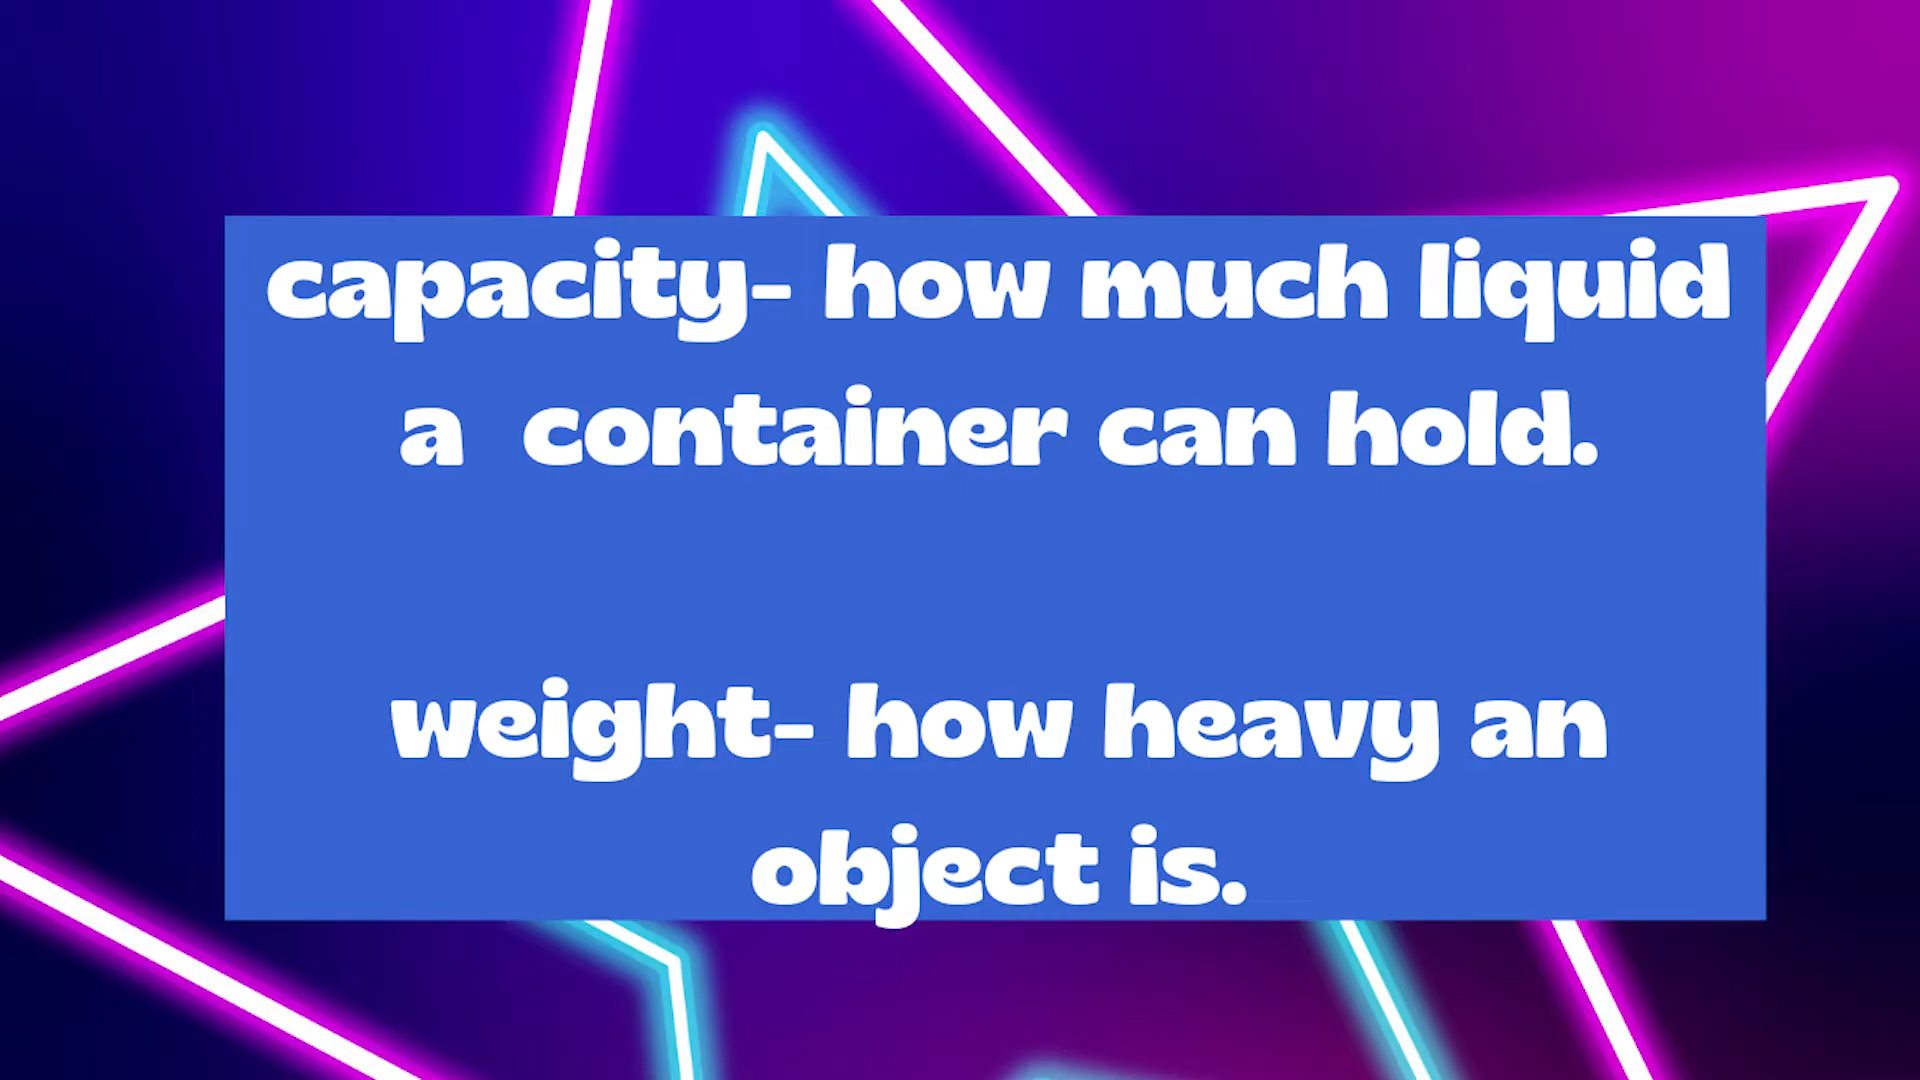 capacity- how much liquid
a  container can hold.
weight- how heavy an
object is.